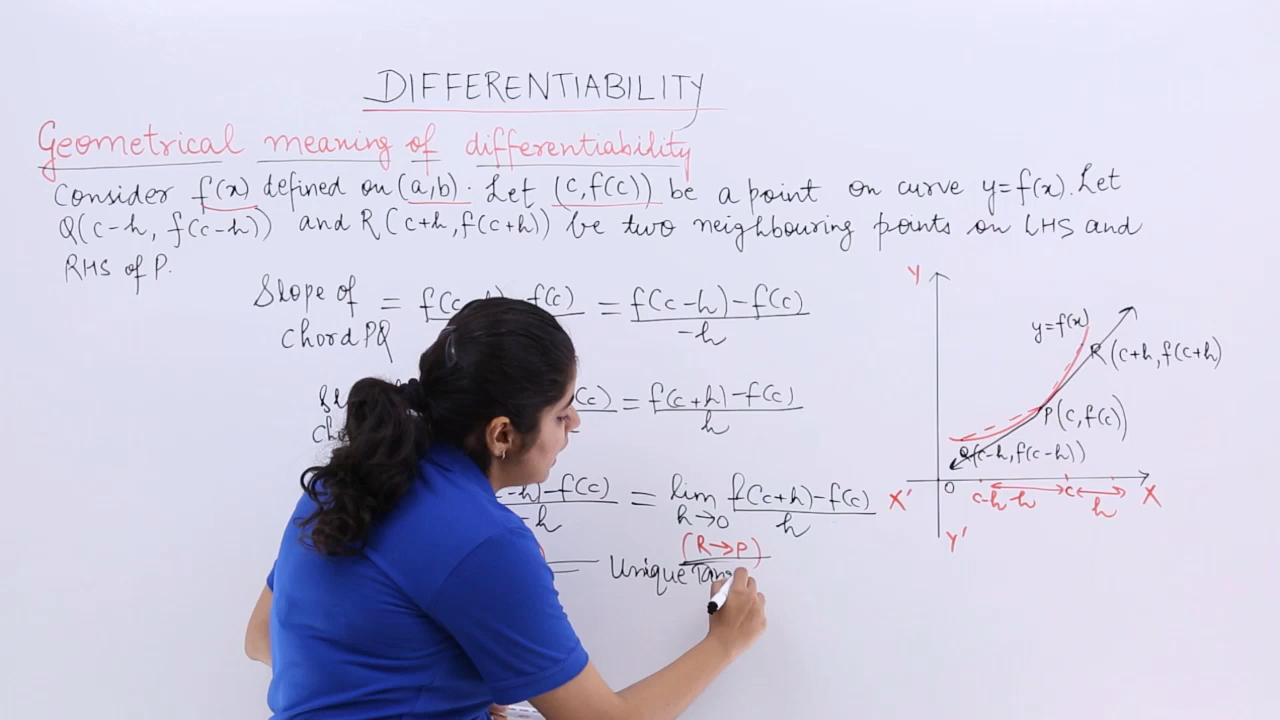 DIFFERENTIABILITY
Geometrical meaning of differentiability
Consider f(x) defined on (a,b). Let (c,f(c)) be a point on curve y=f(x). Let
Q(c-h, f(c-h)) and R(c+h,f(c+h)) be two neighbouring points on LHS and
RHS of P.
Slope of
chord PQ
= f(c-h)-f(c) = f(c-h)-f(c)
-h
f(c+h)-f(c)
h
-h)-f(c) = lim f(c+h)-f(c)
-h h→0 h
(R→P)
Unique Tan
Y
y=f(x)
R(c+h, f(c+h)
P(c, f(c))
Q(c-h, f(c-h))
X' O c-h h c h X
Y'